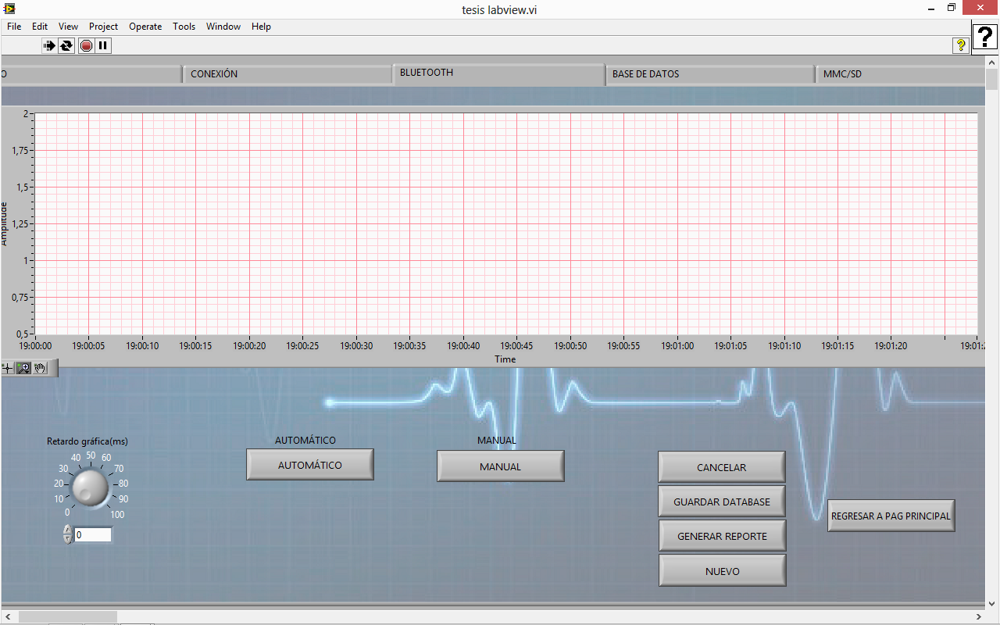 tesis labview.vi
File Edit View Project Operate Tools Window Help
? ?
O CONEXIÓN BLUETOOTH BASE DE DATOS MMC/SD
2
1,75
1,5
1,25
1
0,75
0,5
Amplitude
19:00:00 19:00:05 19:00:10 19:00:15 19:00:20 19:00:25 19:00:30 19:00:35 19:00:40 19:00:45 19:00:50 19:00:55 19:01:00 19:01:05 19:01:10 19:01:15 19:01:20 19:01:2
Time
Retardo gráfica(ms)
0 10 20 30 40 50 60 70 80 90 100
0
AUTOMÁTICO
AUTOMÁTICO
MANUAL
MANUAL
CANCELAR
GUARDAR DATABASE
GENERAR REPORTE
NUEVO
REGRESAR A PAG PRINCIPAL